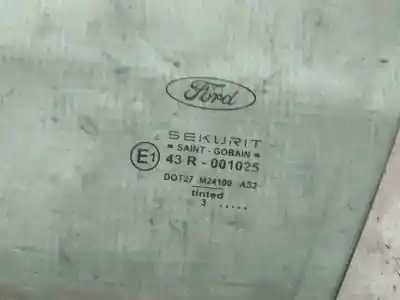 Ford
SEKURIT
SAINT - GOBAIN
E1 43 R - 001025
DOT27 M24100 AS2
tinted
3 .....